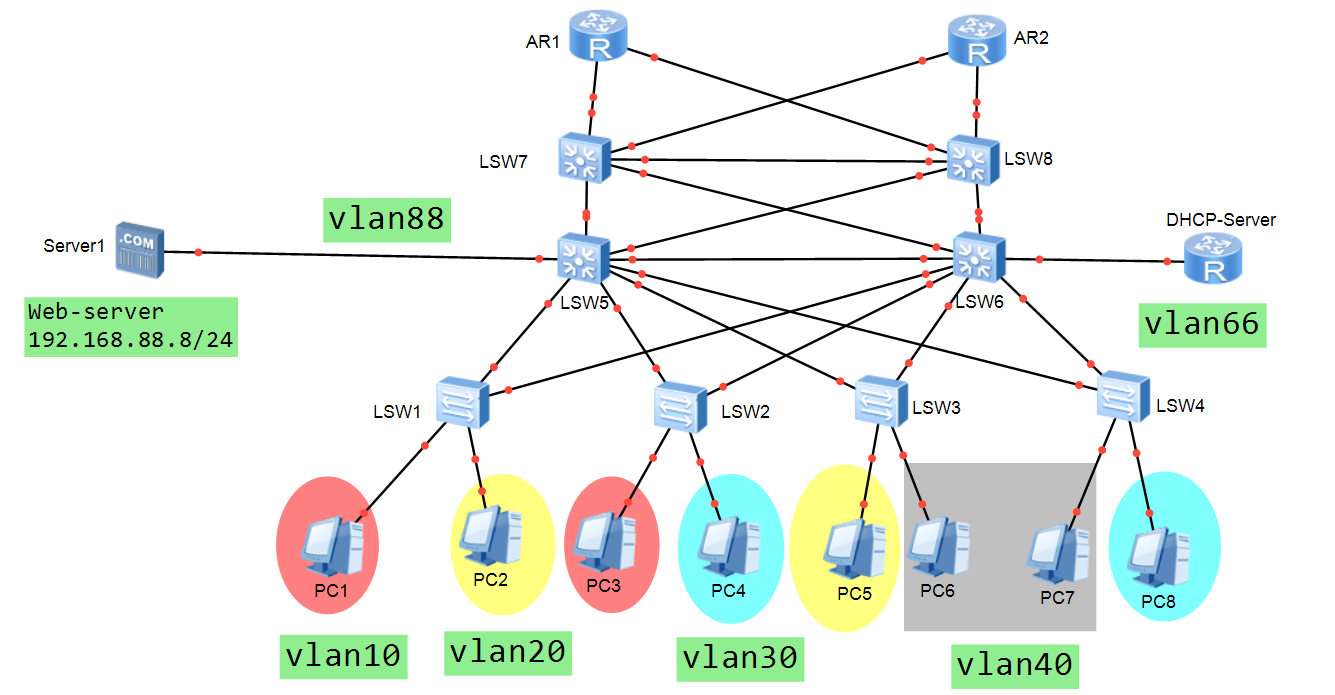 AR1
AR2
LSW7
LSW8
vlan88
DHCP-Server
Server1
LSW5
LSW6
Web-server
192.168.88.8/24
vlan66
LSW1
LSW2
LSW3
LSW4
PC1
PC2
PC3
PC4
PC5
PC6
PC7
PC8
vlan10
vlan20
vlan30
vlan40
.COM
R
R
R